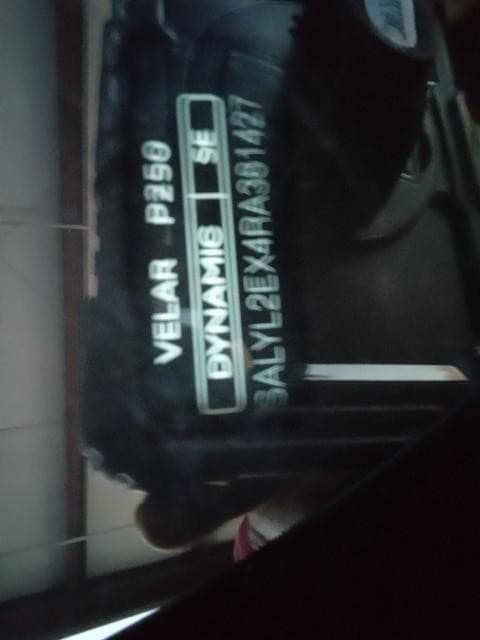 VELAR P250
DYNAMIC SE
SALYL2EX4RA361427